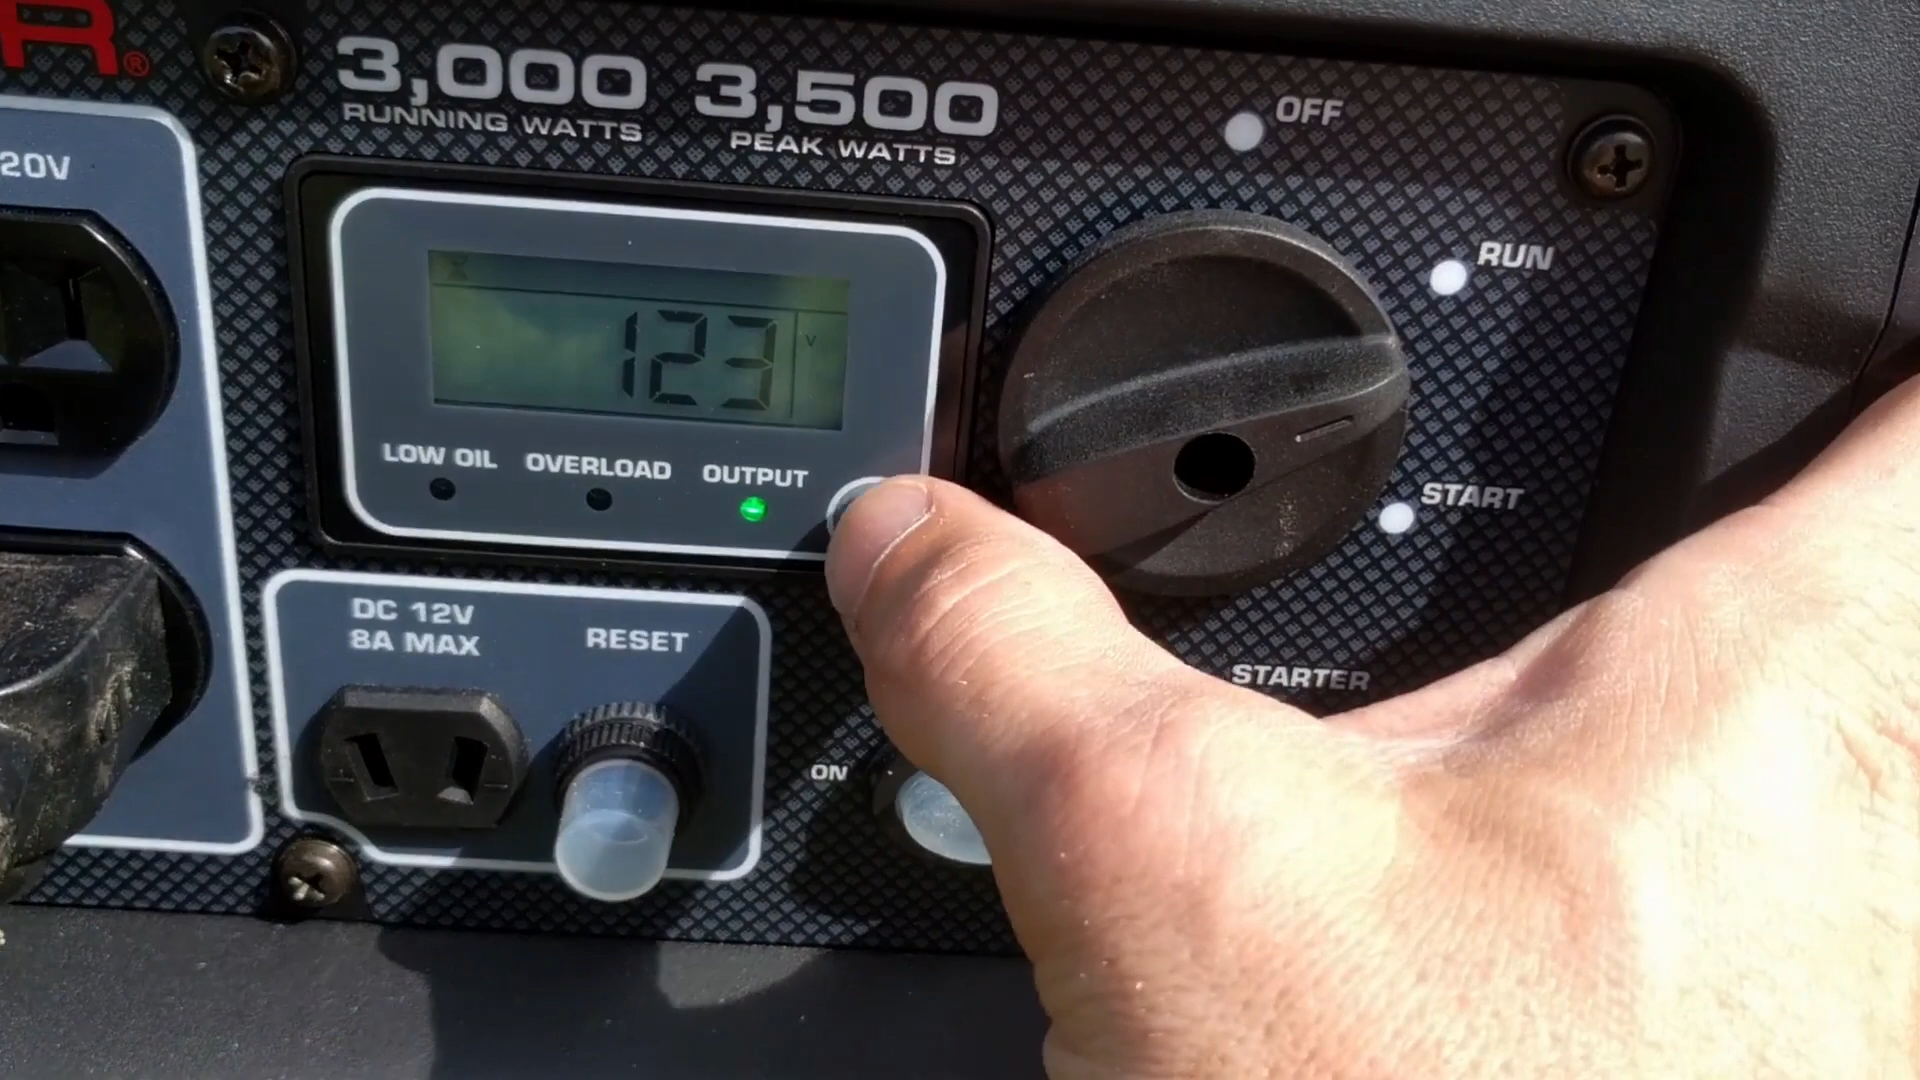 R®
3,000 3,500
RUNNING WATTS PEAK WATTS
OFF
20V
RUN
123 V
LOW OIL OVERLOAD OUTPUT
START
DC 12V
8A MAX
RESET
STARTER
ON